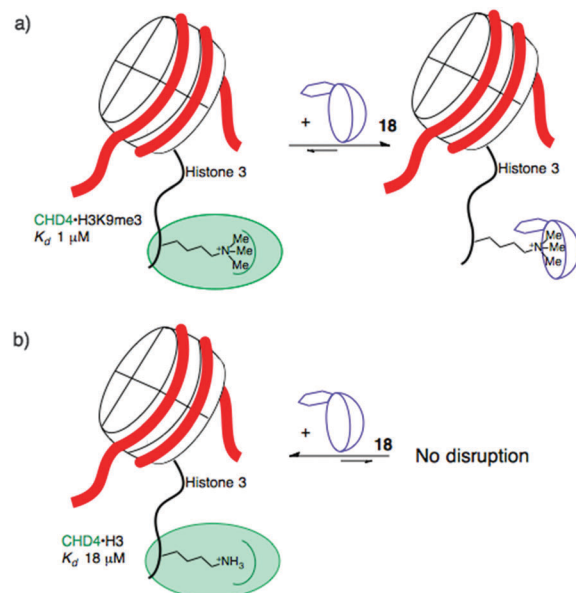 a)
+
18
Histone 3
Histone 3
CHD4•H3K9me3
Kd 1 μM
Me
+N Me
Me
Me
+N Me
Me
b)
+
18
No disruption
Histone 3
CHD4•H3
Kd 18 μM
+NH3